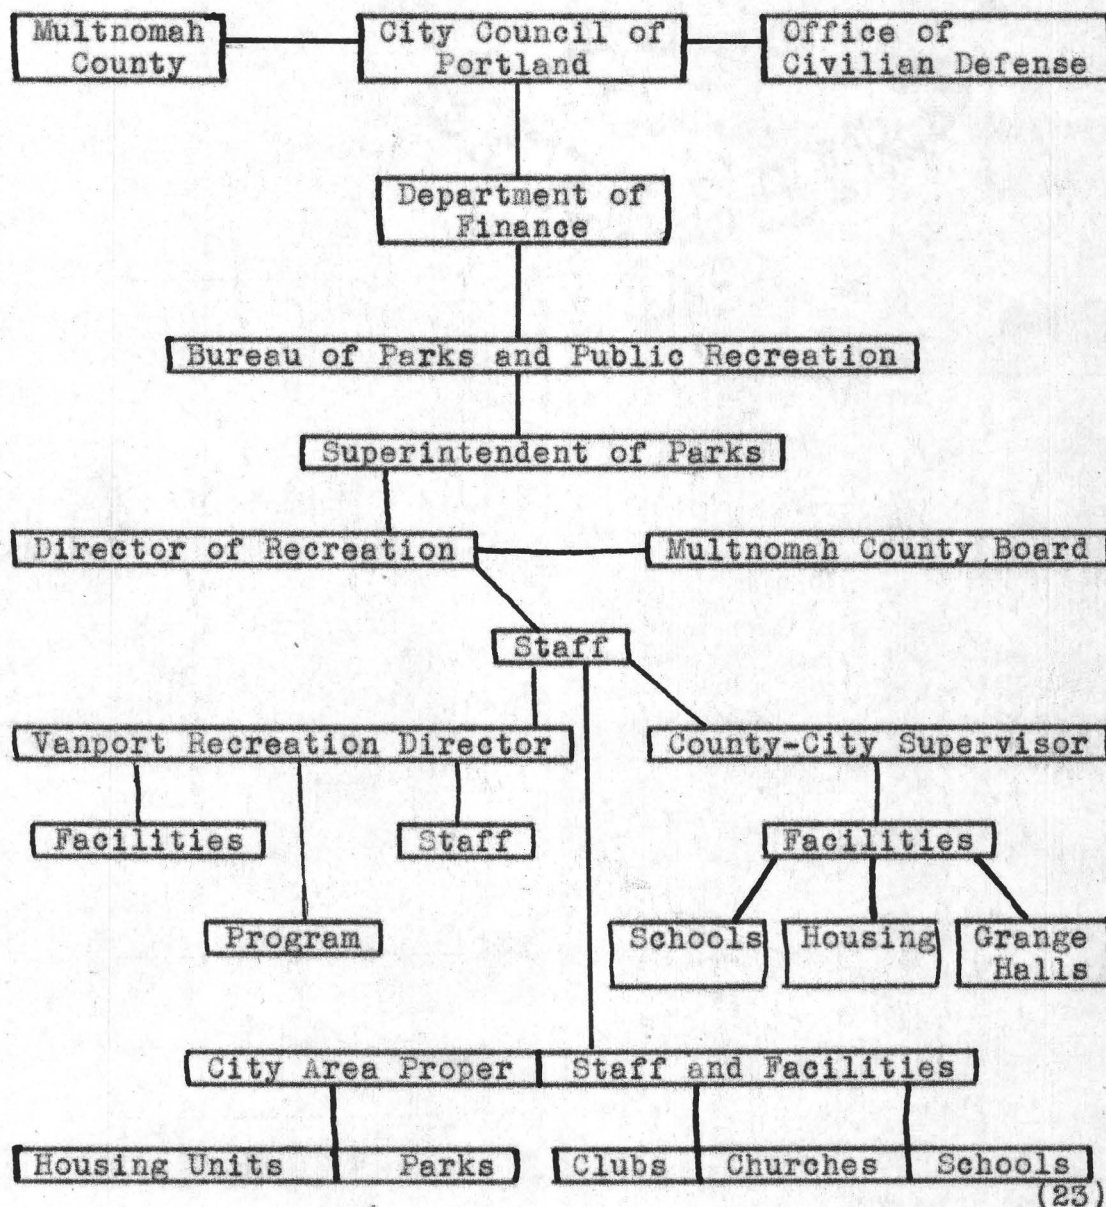 Multnomah
County
City Council of
Portland
Office of
Civilian Defense
Department of
Finance
Bureau of Parks and Public Recreation
Superintendent of Parks
Director of Recreation
Multnomah County Board
Staff
Vanport Recreation Director
County-City Supervisor
Facilities
Staff
Facilities
Program
Schools
Housing
Grange
Halls
City Area Proper
Staff and Facilities
Housing Units
Parks
Clubs
Churches
Schools
(23)